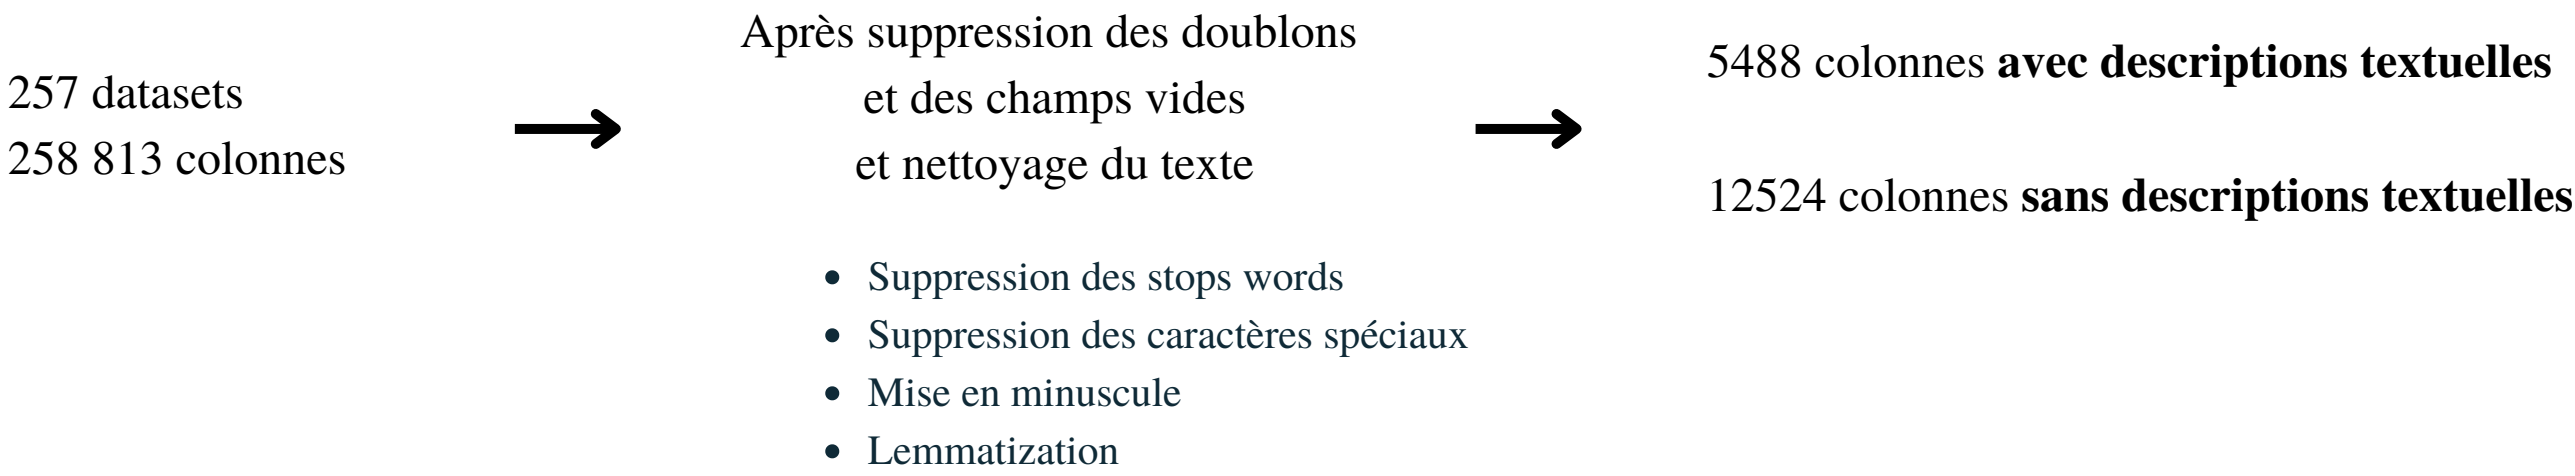 257 datasets
258 813 colonnes
Après suppression des doublons
et des champs vides
et nettoyage du texte
• Suppression des stops words
• Suppression des caractères spéciaux
• Mise en minuscule
• Lemmatization
5488 colonnes avec descriptions textuelles
12524 colonnes sans descriptions textuelles